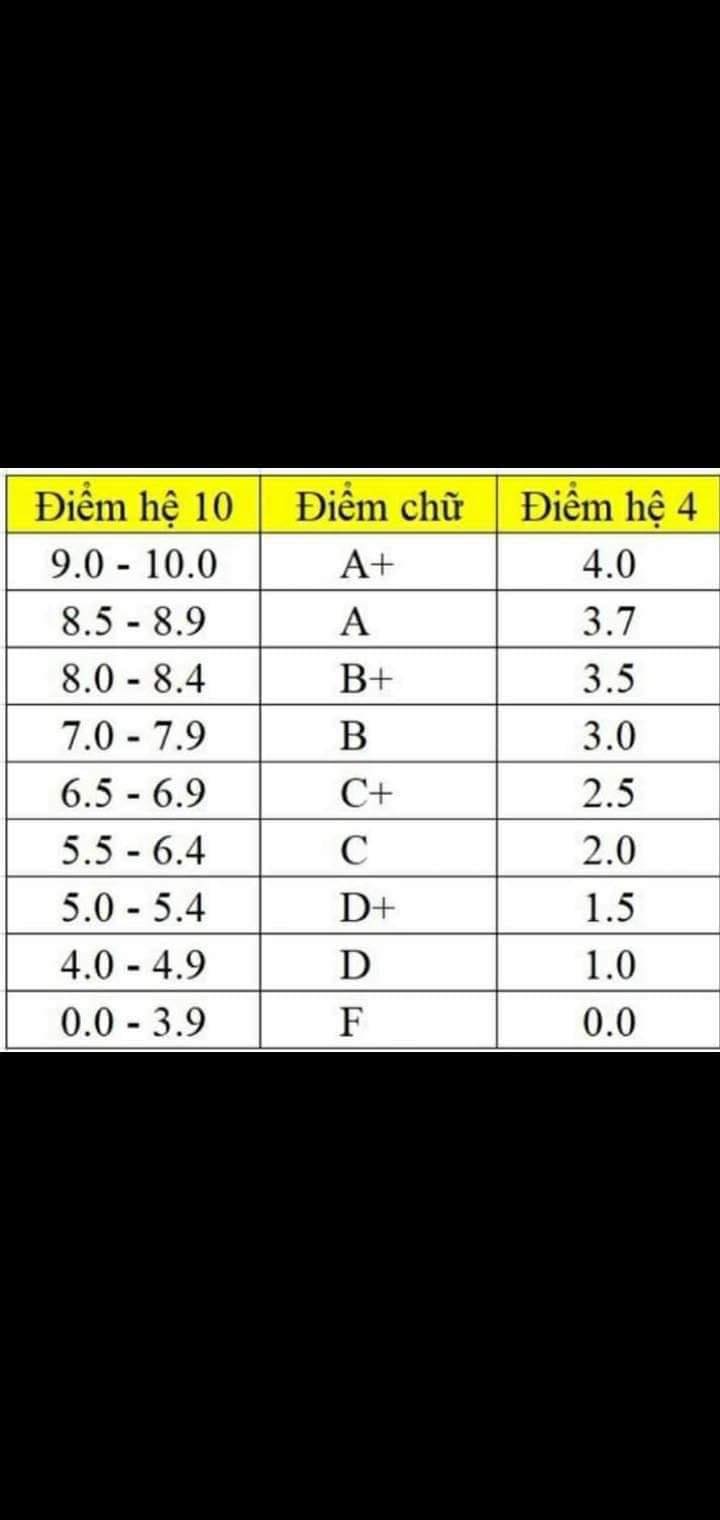 Điểm hệ 10 Điểm chữ Điểm hệ 4
9.0 - 10.0 A+ 4.0
8.5 - 8.9 A 3.7
8.0 - 8.4 B+ 3.5
7.0 - 7.9 B 3.0
6.5 - 6.9 C+ 2.5
5.5 - 6.4 C 2.0
5.0 - 5.4 D+ 1.5
4.0 - 4.9 D 1.0
0.0 - 3.9 F 0.0